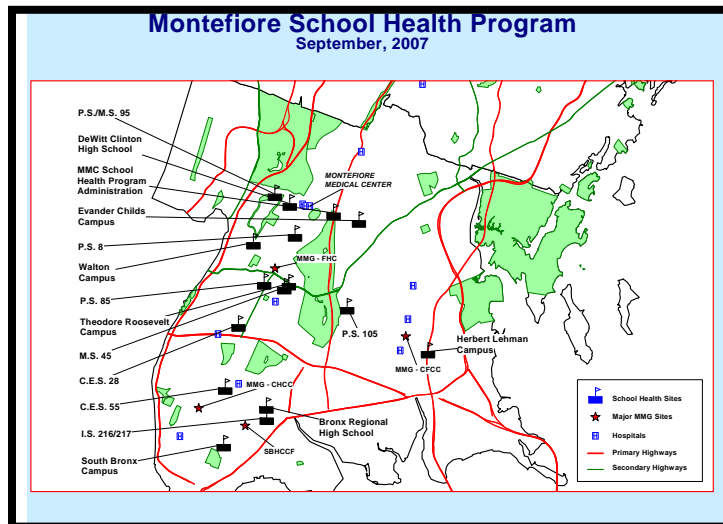 Montefiore School Health Program
September, 2007
P.S./M.S. 95
DeWitt Clinton
High School
MMC School
Health Program
Administration
Evander Childs
Campus
P.S. 8
Walton
Campus
P.S. 85
Theodore Roosevelt
Campus
M.S. 45
C.E.S. 28
C.E.S. 55
I.S. 216/217
South Bronx
Campus
MONTEFIORE
MEDICAL CENTER
MMG - FHC
P.S. 105
Herbert Lehman
Campus
MMG - CFCC
MMG - CHCC
Bronx Regional
High School
SBHCCF
School Health Sites
Major MMG Sites
H Hospitals
Primary Highways
Secondary Highways